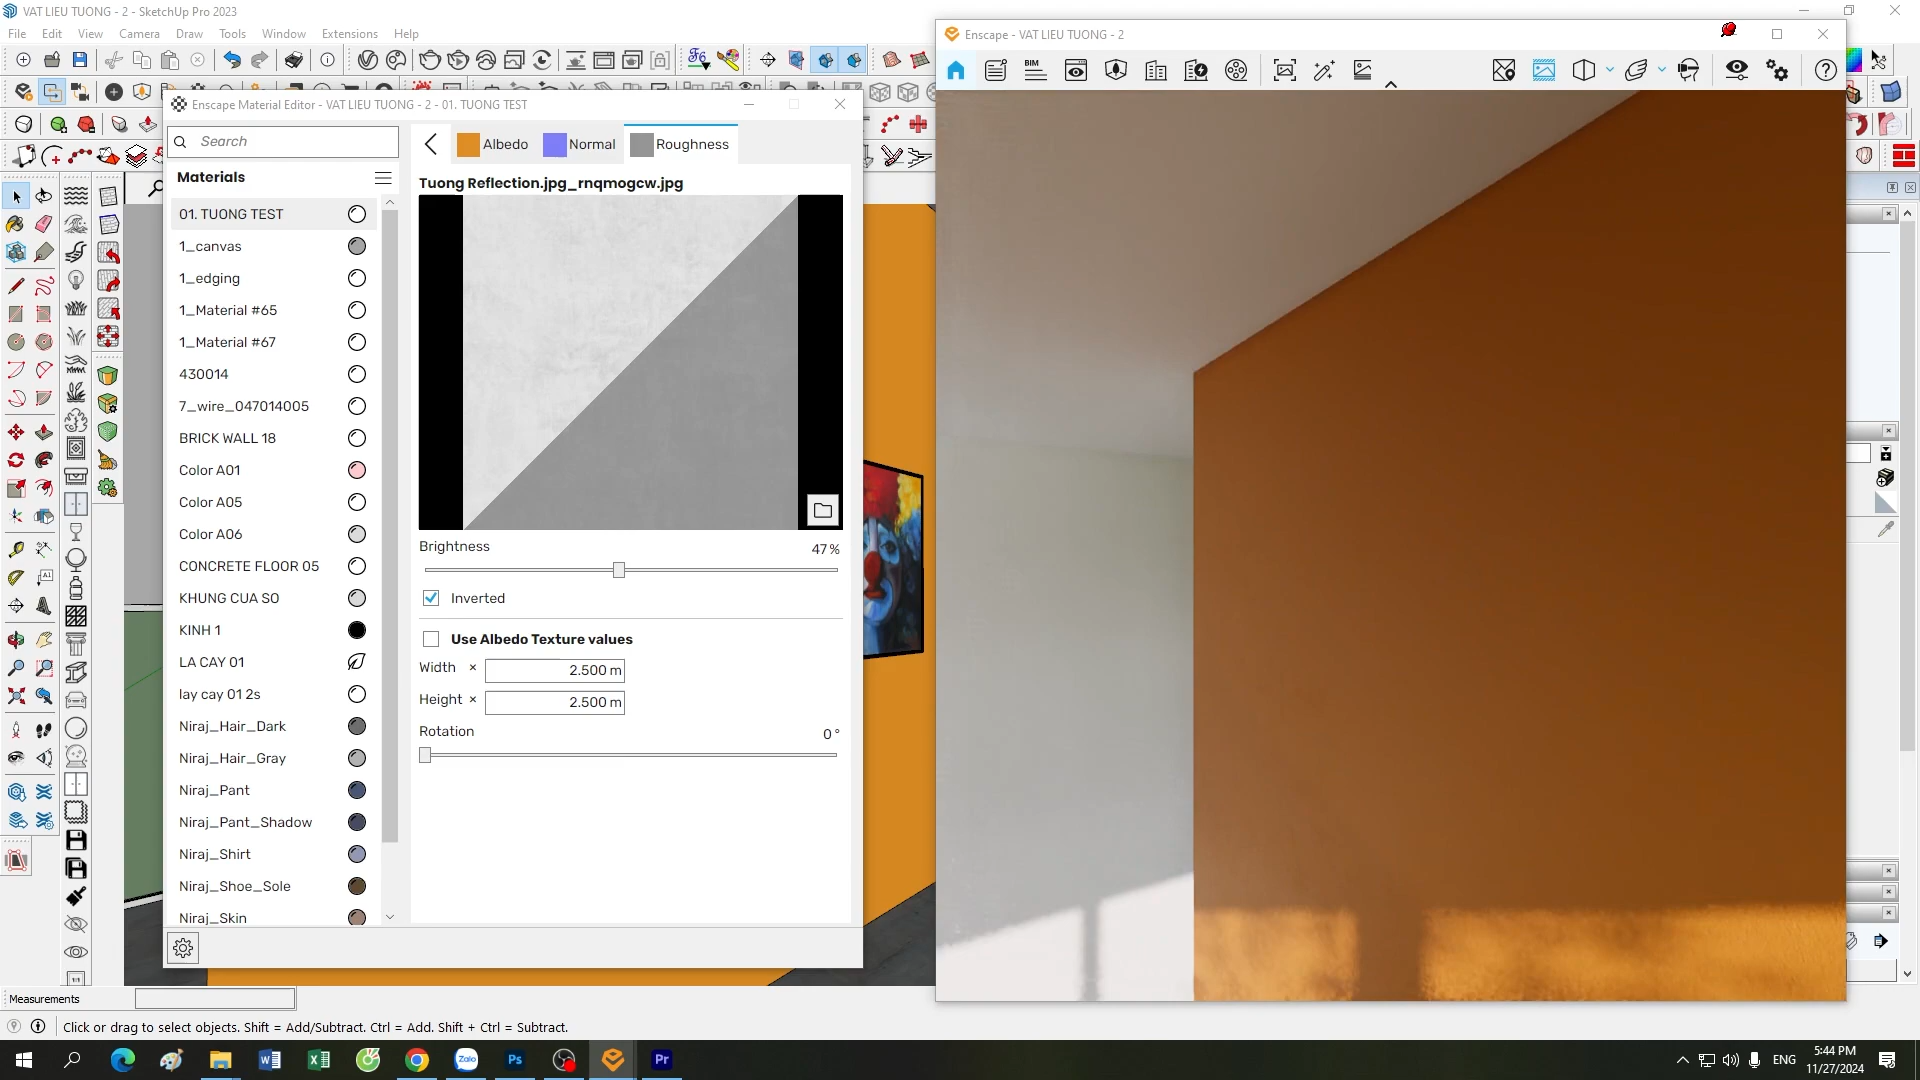 VAT LIEU TUONG - 2 - SketchUp Pro 2023
File Edit View Camera Draw Tools Window Extensions Help
Enscape - VAT LIEU TUONG - 2
BIM
Enscape Material Editor - VAT LIEU TUONG - 2 - 01. TUONG TEST
Search
Albedo Normal Roughness
Materials
Tuong Reflection.jpg_rnqmogcw.jpg
01. TUONG TEST
1_canvas
1_edging
1_Material #65
1_Material #67
430014
7_wire_047014005
BRICK WALL 18
Color A01
Color A05
Color A06
CONCRETE FLOOR 05
KHUNG CUA SO
KINH 1
LA CAY 01
lay cay 01 2s
Niraj_Hair_Dark
Niraj_Hair_Gray
Niraj_Pant
Niraj_Pant_Shadow
Niraj_Shirt
Niraj_Shoe_Sole
Niraj_Skin
Brightness 47 %
Inverted
Use Albedo Texture values
Width × 2.500 m
Height × 2.500 m
Rotation 0 °
Measurements
Click or drag to select objects. Shift = Add/Subtract. Ctrl = Add. Shift + Ctrl = Subtract.
Zalo
Ps
Pr
ENG
5:44 PM
11/27/2024